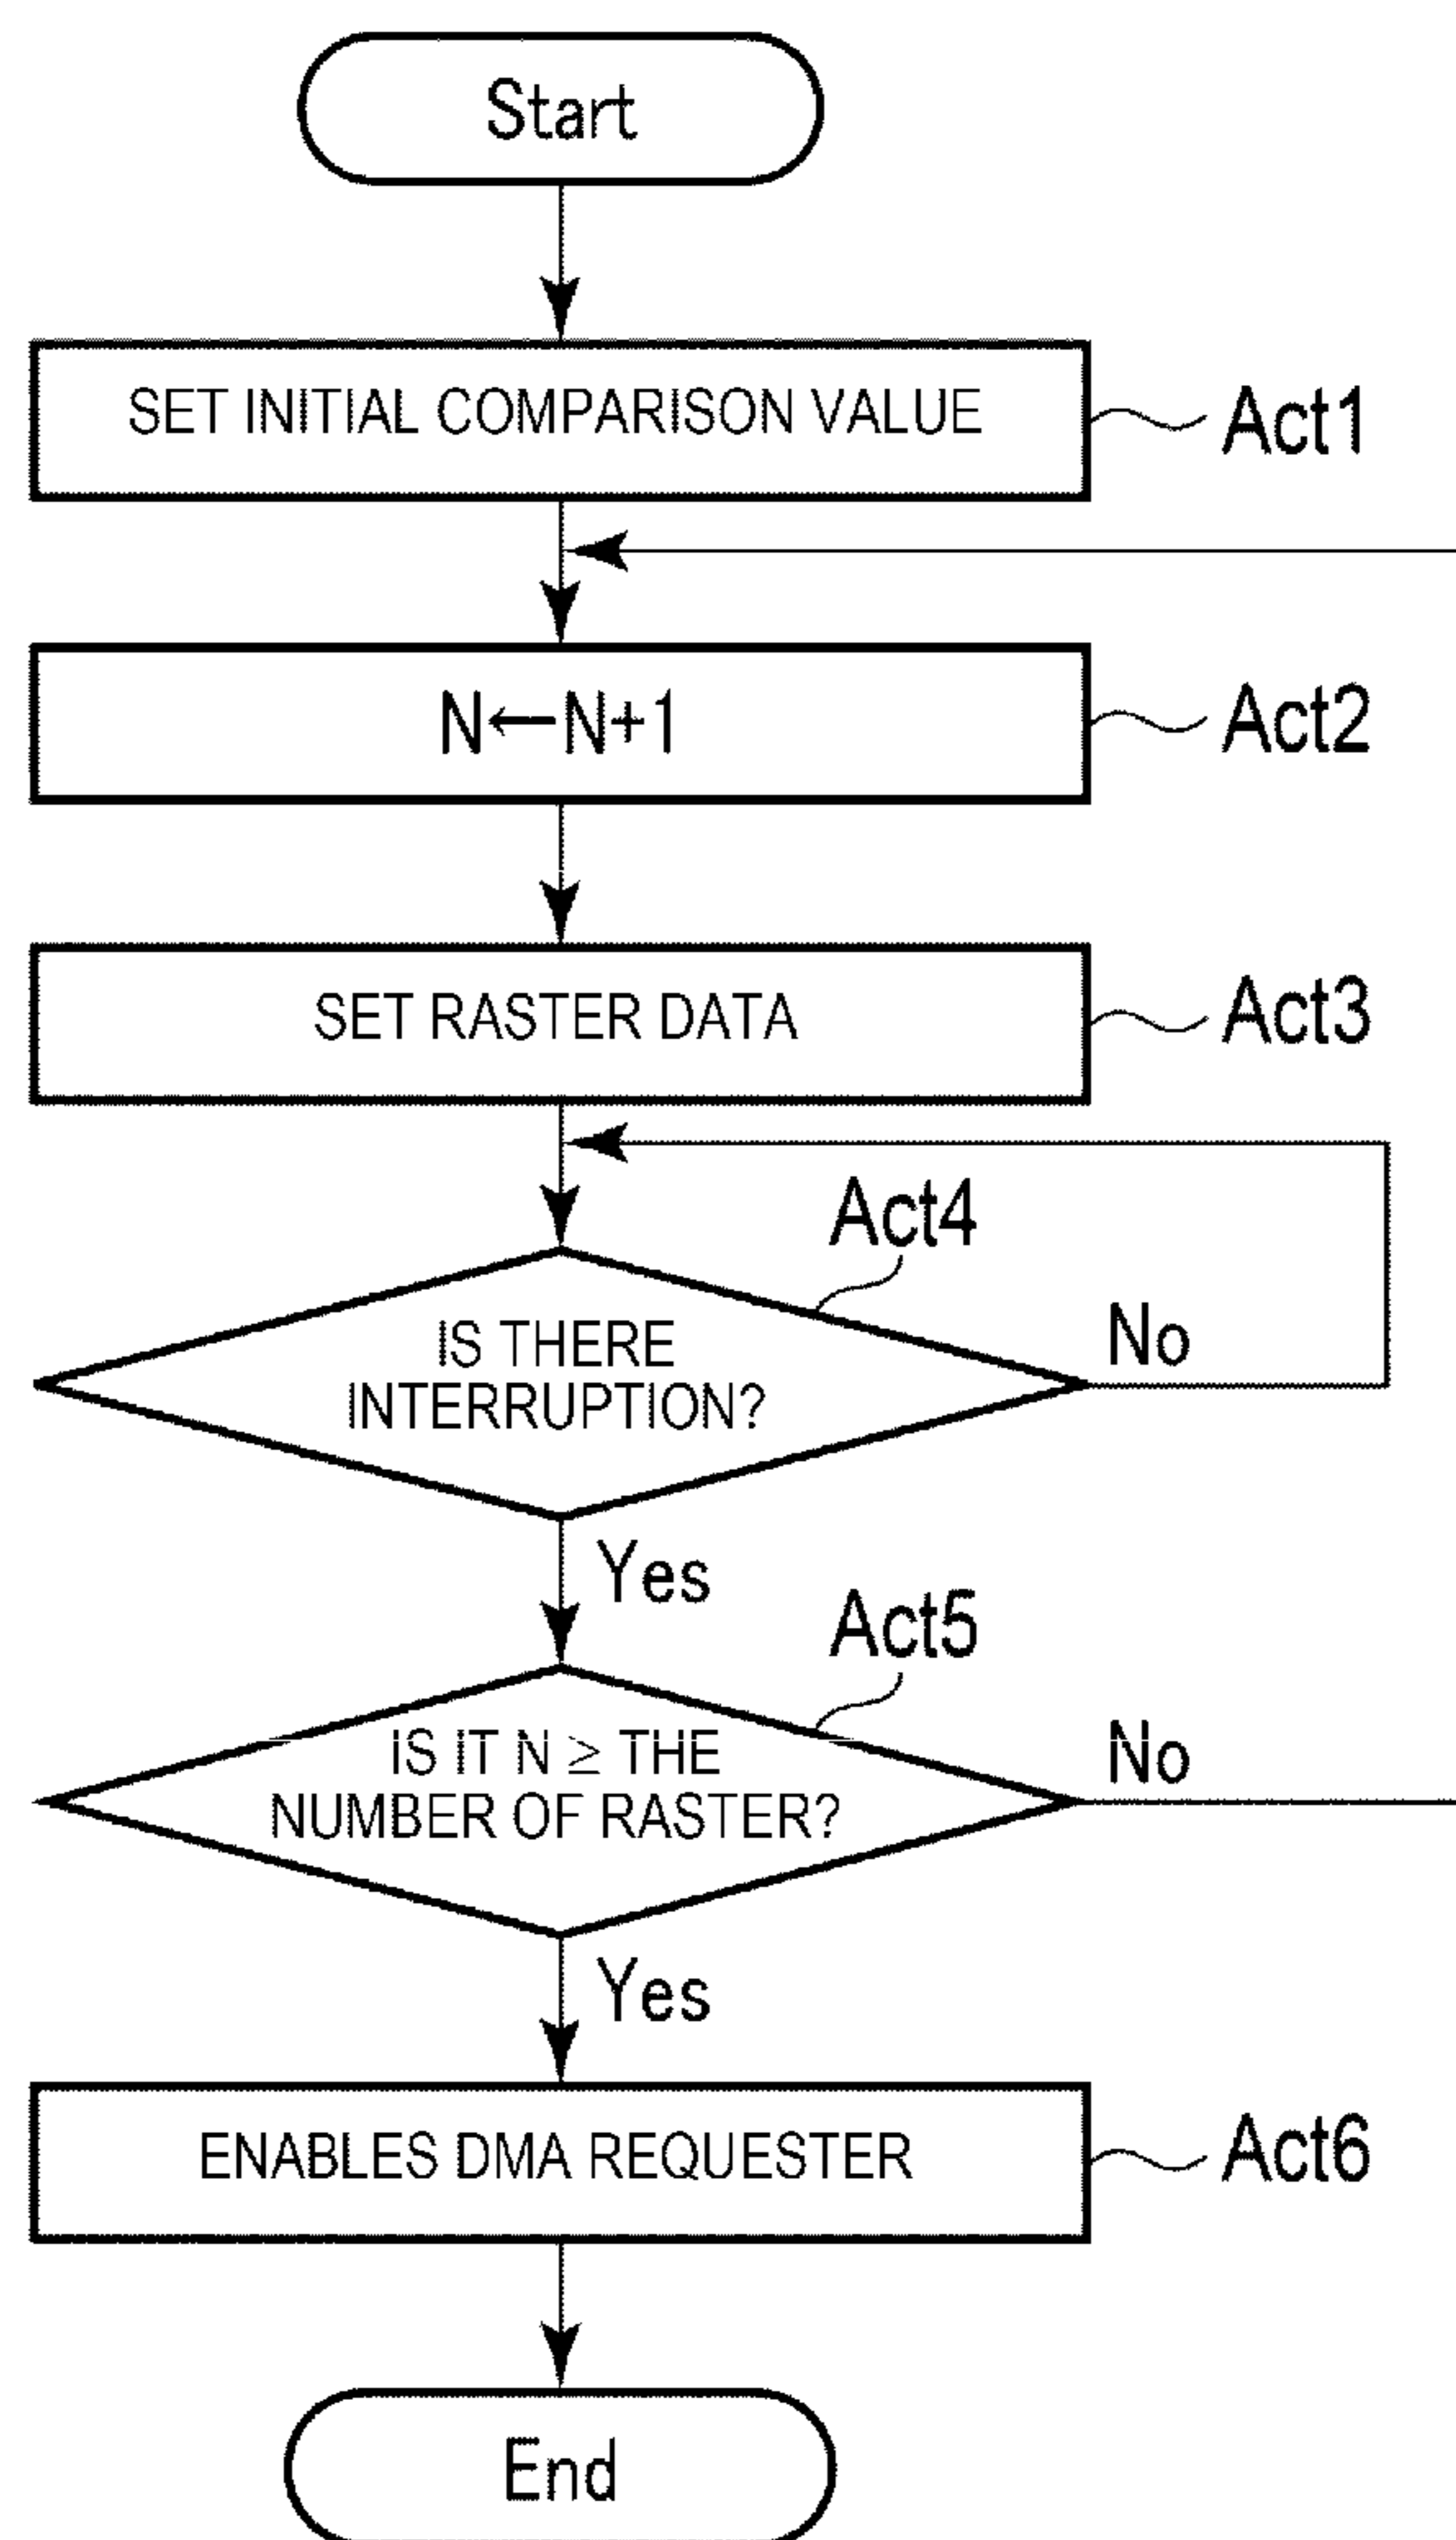 Start
SET INITIAL COMPARISON VALUE
Act1
N←N+1
Act2
SET RASTER DATA
Act3
Act4
IS THERE
INTERRUPTION?
No
Yes
Act5
IS IT N ≥ THE
NUMBER OF RASTER?
No
Yes
ENABLES DMA REQUESTER
Act6
End